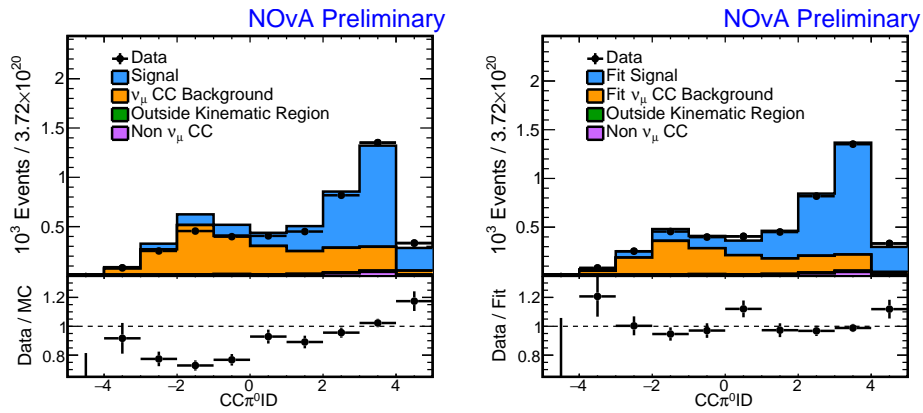 NOvA Preliminary
10³ Events / 3.72×10²⁰
2
1.5
1
0.5
Data
Signal
νμ CC Background
Outside Kinematic Region
Non νμ CC
Data / MC
1.2
1
0.8
−4 −2 0 2 4
CCπ⁰ID
NOvA Preliminary
10³ Events / 3.72×10²⁰
2
1.5
1
0.5
Data
Fit Signal
Fit νμ CC Background
Outside Kinematic Region
Non νμ CC
Data / Fit
1.2
1
0.8
−4 −2 0 2 4
CCπ⁰ID